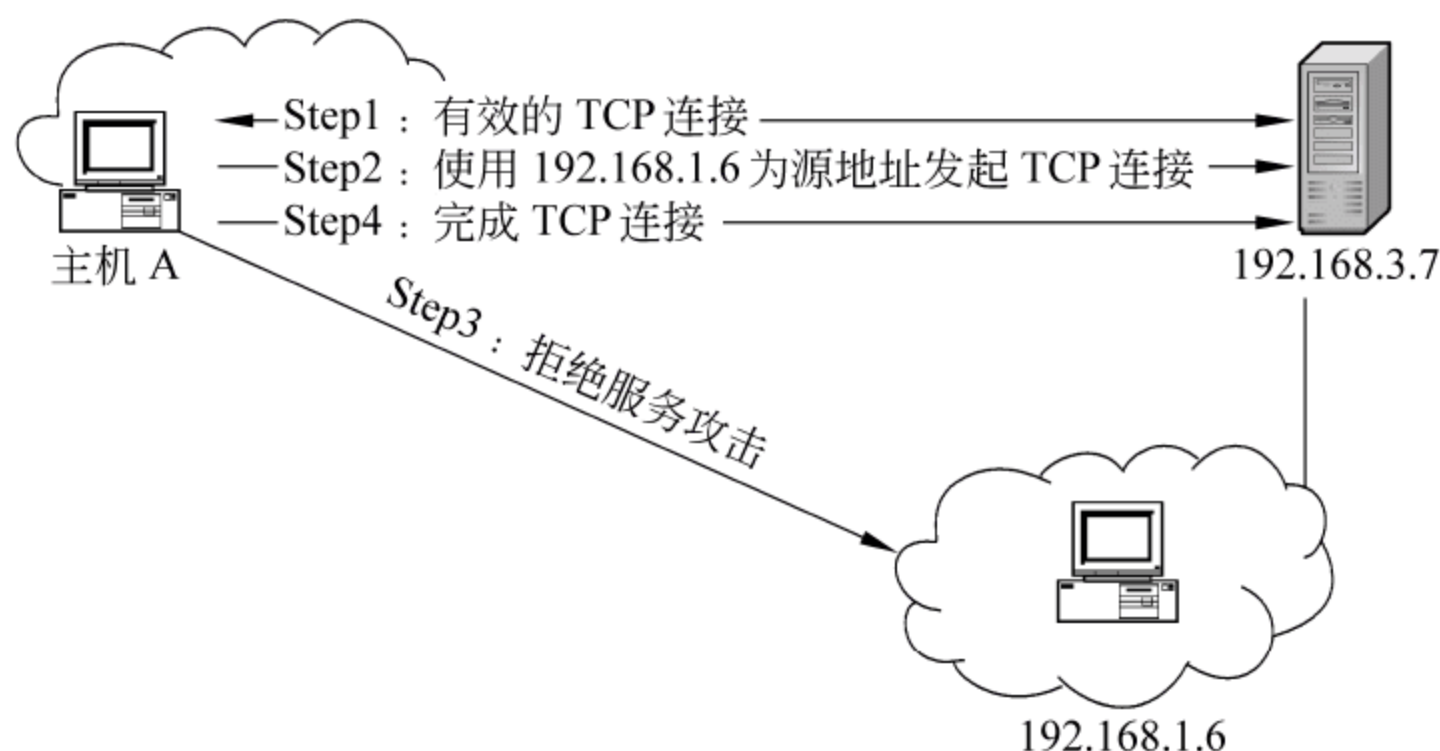 Step1：有效的 TCP 连接
Step2：使用 192.168.1.6 为源地址发起 TCP 连接
Step4：完成 TCP 连接
主机 A
192.168.3.7
Step3：拒绝服务攻击
192.168.1.6